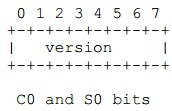 0 1 2 3 4 5 6 7
+-+-+-+-+-+-+-+-+
|    version    |
+-+-+-+-+-+-+-+-+
C0 and S0 bits